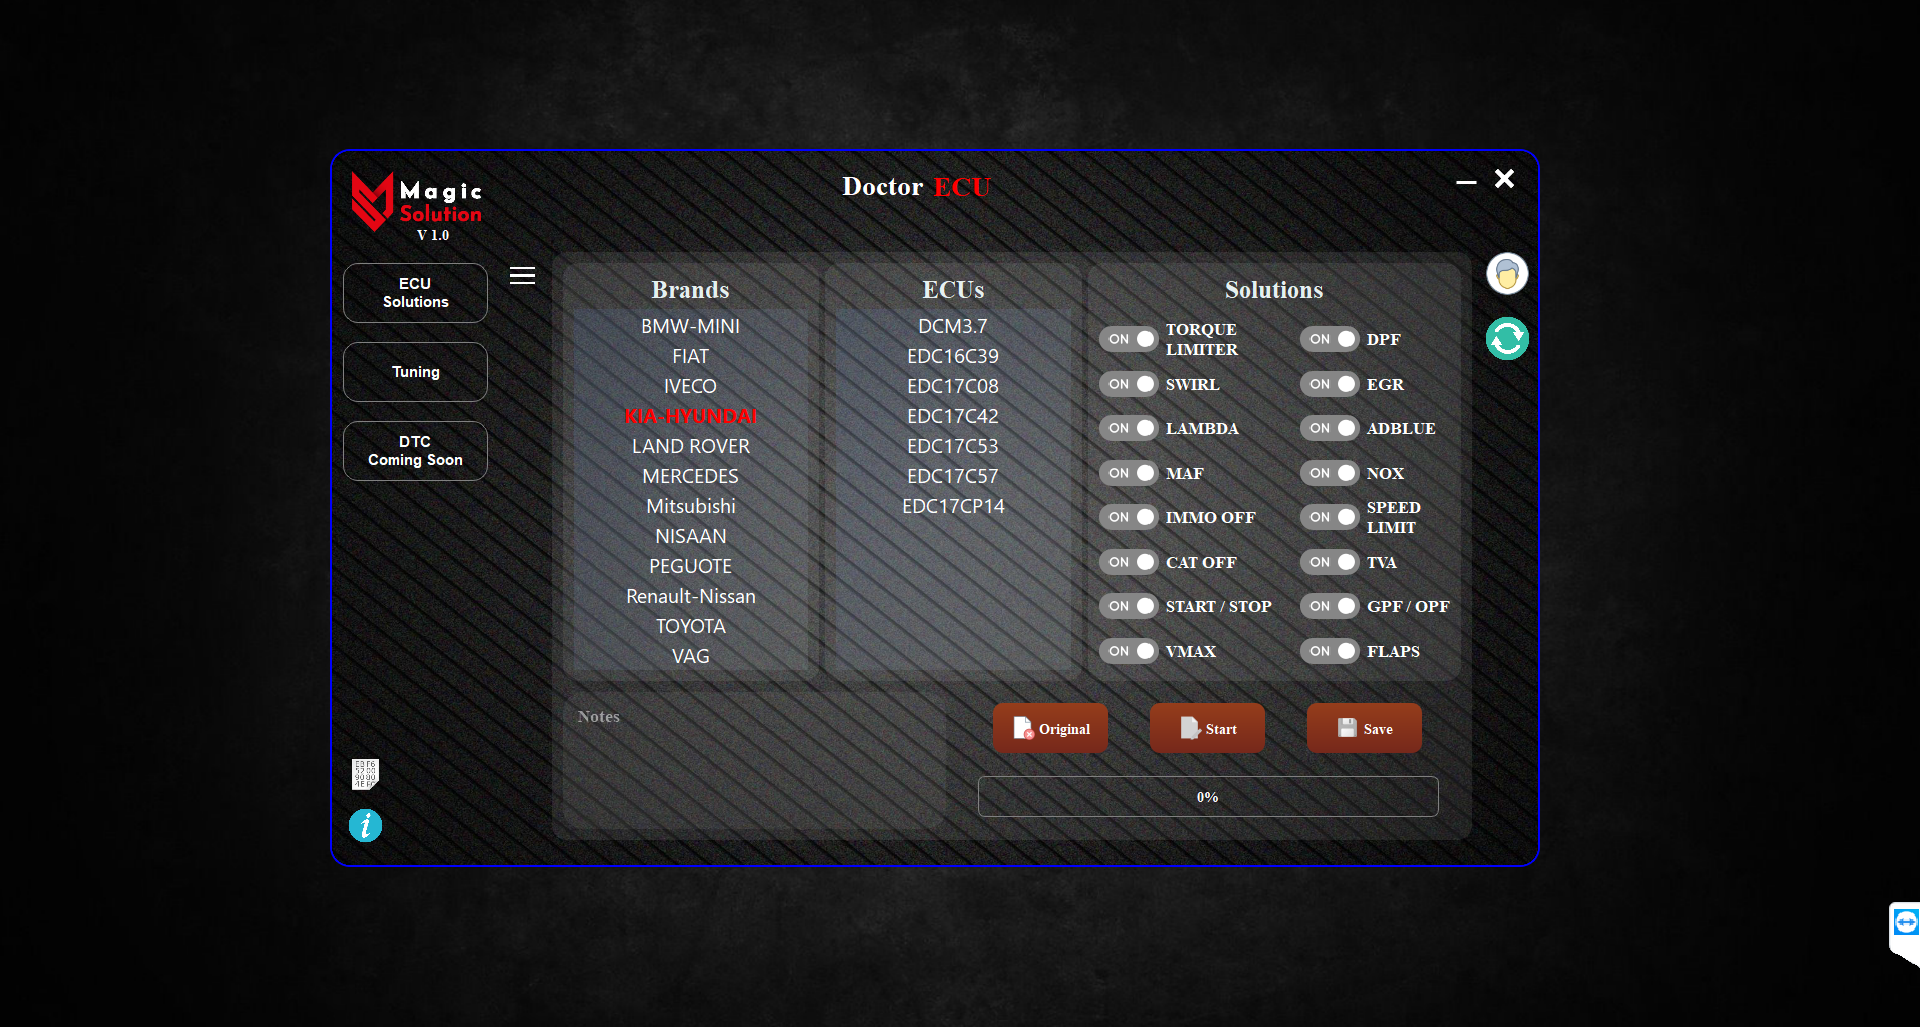 Magic
Solution
V 1.0
Doctor ECU
ECU
Solutions
Tuning
DTC
Coming Soon
Brands
BMW-MINI
FIAT
IVECO
KIA-HYUNDAI
LAND ROVER
MERCEDES
Mitsubishi
NISAAN
PEGUOTE
Renault-Nissan
TOYOTA
VAG
ECUs
DCM3.7
EDC16C39
EDC17C08
EDC17C42
EDC17C53
EDC17C57
EDC17CP14
Solutions
ON TORQUE LIMITER
ON DPF
ON SWIRL
ON EGR
ON LAMBDA
ON ADBLUE
ON MAF
ON NOX
ON IMMO OFF
ON SPEED LIMIT
ON CAT OFF
ON TVA
ON START / STOP
ON GPF / OPF
ON VMAX
ON FLAPS
Notes
Original
Start
Save
0%
i